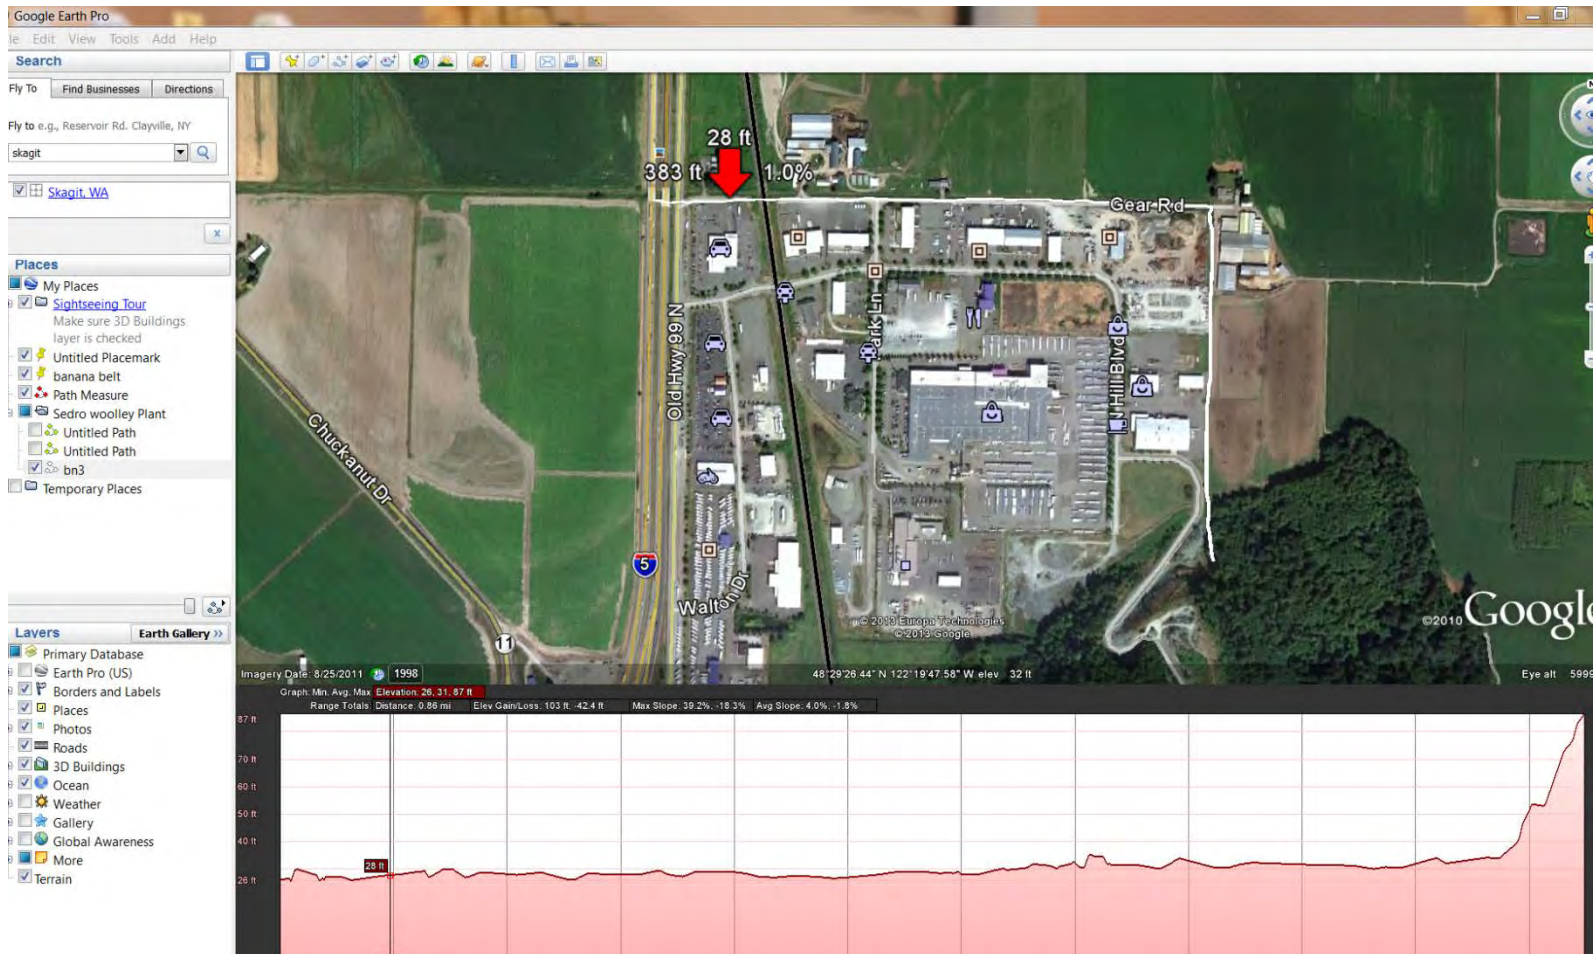 Google Earth Pro
Edit View Tools Add Help
Search
Fly To Find Businesses Directions
Fly to e.g., Reservoir Rd. Clayville, NY
skagit
Skagit, WA
Places
My Places
Sightseeing Tour
Make sure 3D Buildings
layer is checked
Untitled Placemark
banana belt
Path Measure
Sedro woolley Plant
Untitled Path
Untitled Path
bn3
Temporary Places
Layers Earth Gallery >>
Primary Database
Earth Pro (US)
Borders and Labels
Places
Photos
Roads
3D Buildings
Ocean
Weather
Gallery
Global Awareness
More
Terrain
28 ft
383 ft 1.0%
Gear Rd
Old Hwy 99 N
Park Ln
N Hill Blvd
Chuckanut Dr
5
Walton Dr
11
© 2013 Europa Technologies
© 2013 Google
©2010 Google
Imagery Date: 8/25/2011 1998 48°29'26.44" N 122°19'47.58" W elev 32 ft Eye alt 5999
Graph: Min, Avg, Max Elevation: 26, 31, 87 ft
Range Totals: Distance: 0.86 mi Elev Gain/Loss: 103 ft, -42.4 ft Max Slope: 39.2%, -18.3% Avg Slope: 4.0%, -1.8%
87 ft
70 ft
60 ft
50 ft
40 ft
28 ft
26 ft